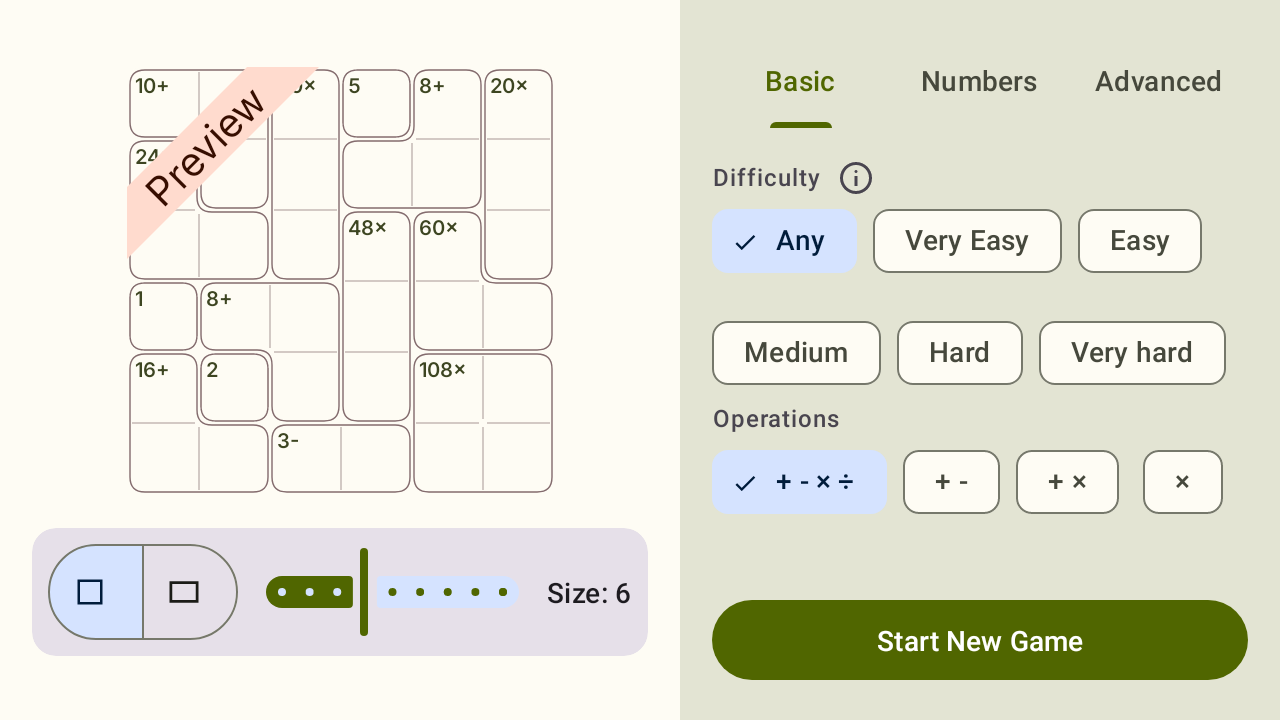 10+ 5 8+ 20×
24
Preview
48× 60×
1 8+
16+ 2 108×
3-
Size: 6
Basic Numbers Advanced
Difficulty
✓ Any Very Easy Easy
Medium Hard Very hard
Operations
✓ + - × ÷ + - + × ×
Start New Game